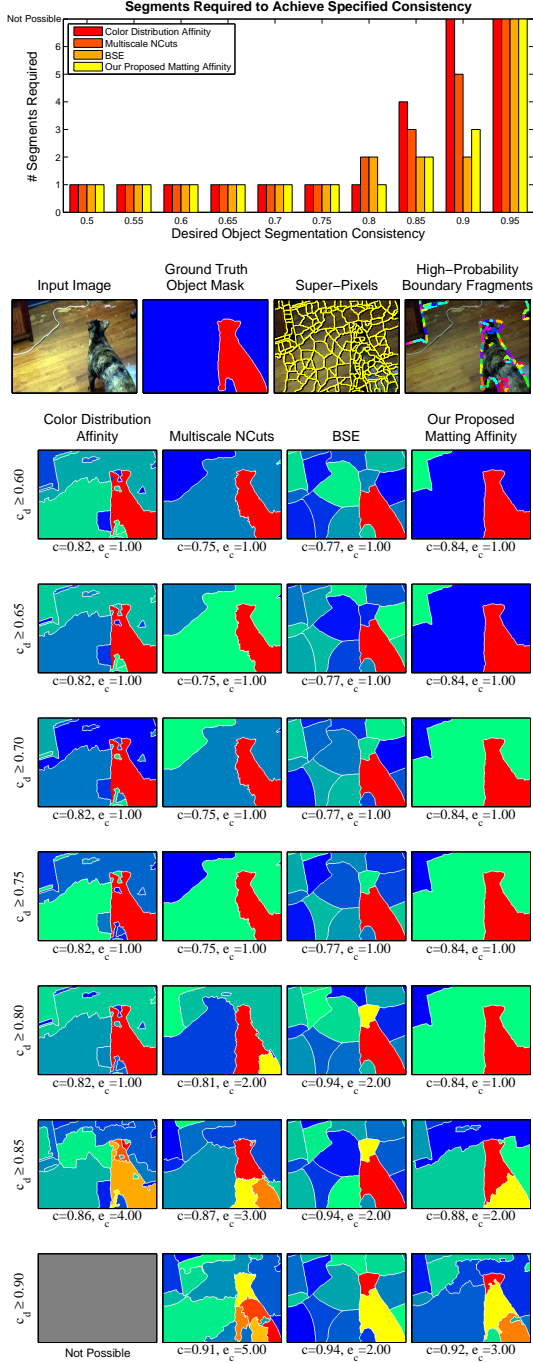 Segments Required to Achieve Specified Consistency
Not Possible
7
6
5
4
3
2
1
0
# Segments Required
Color Distribution Affinity
Multiscale NCuts
BSE
Our Proposed Matting Affinity
0.5 0.55 0.6 0.65 0.7 0.75 0.8 0.85 0.9 0.95
Desired Object Segmentation Consistency
Input Image
Ground Truth
Object Mask
Super−Pixels
High−Probability
Boundary Fragments
Color Distribution
Affinity
Multiscale NCuts
BSE
Our Proposed
Matting Affinity
c_d ≥ 0.60
c=0.82, e_c=1.00 c=0.75, e_c=1.00 c=0.77, e_c=1.00 c=0.84, e_c=1.00
c_d ≥ 0.65
c=0.82, e_c=1.00 c=0.75, e_c=1.00 c=0.77, e_c=1.00 c=0.84, e_c=1.00
c_d ≥ 0.70
c=0.82, e_c=1.00 c=0.75, e_c=1.00 c=0.77, e_c=1.00 c=0.84, e_c=1.00
c_d ≥ 0.75
c=0.82, e_c=1.00 c=0.75, e_c=1.00 c=0.77, e_c=1.00 c=0.84, e_c=1.00
c_d ≥ 0.80
c=0.82, e_c=1.00 c=0.81, e_c=2.00 c=0.94, e_c=2.00 c=0.84, e_c=1.00
c_d ≥ 0.85
c=0.86, e_c=4.00 c=0.87, e_c=3.00 c=0.94, e_c=2.00 c=0.88, e_c=2.00
c_d ≥ 0.90
Not Possible c=0.91, e_c=5.00 c=0.94, e_c=2.00 c=0.92, e_c=3.00